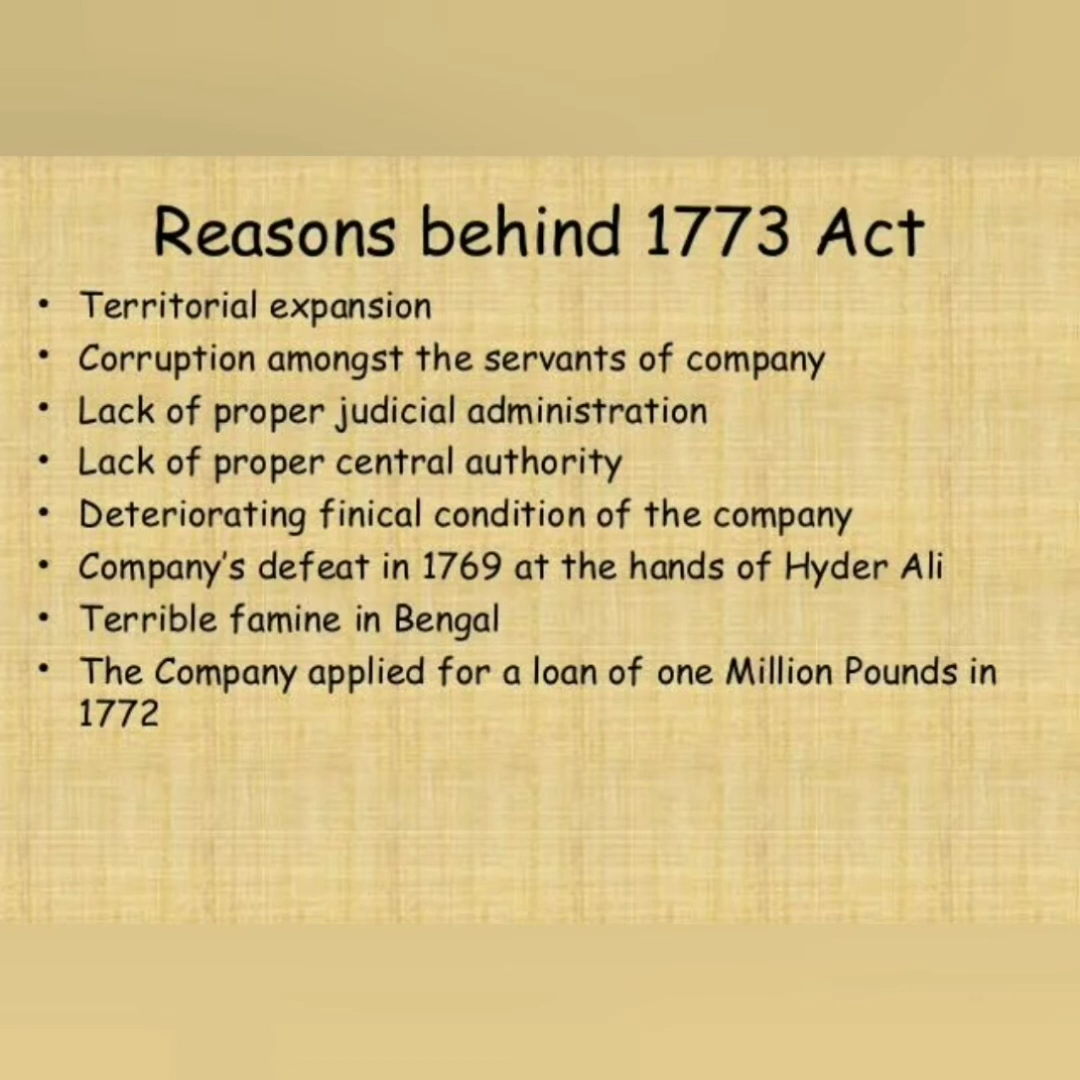 Reasons behind 1773 Act
• Territorial expansion
• Corruption amongst the servants of company
• Lack of proper judicial administration
• Lack of proper central authority
• Deteriorating finical condition of the company
• Company's defeat in 1769 at the hands of Hyder Ali
• Terrible famine in Bengal
• The Company applied for a loan of one Million Pounds in
1772